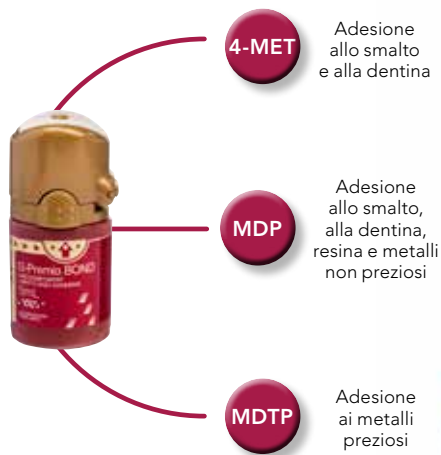 4-MET
Adesione
allo smalto
e alla dentina
G-Premio BOND
MDP
Adesione
allo smalto,
alla dentina,
resina e metalli
non preziosi
MDTP
Adesione
ai metalli
preziosi